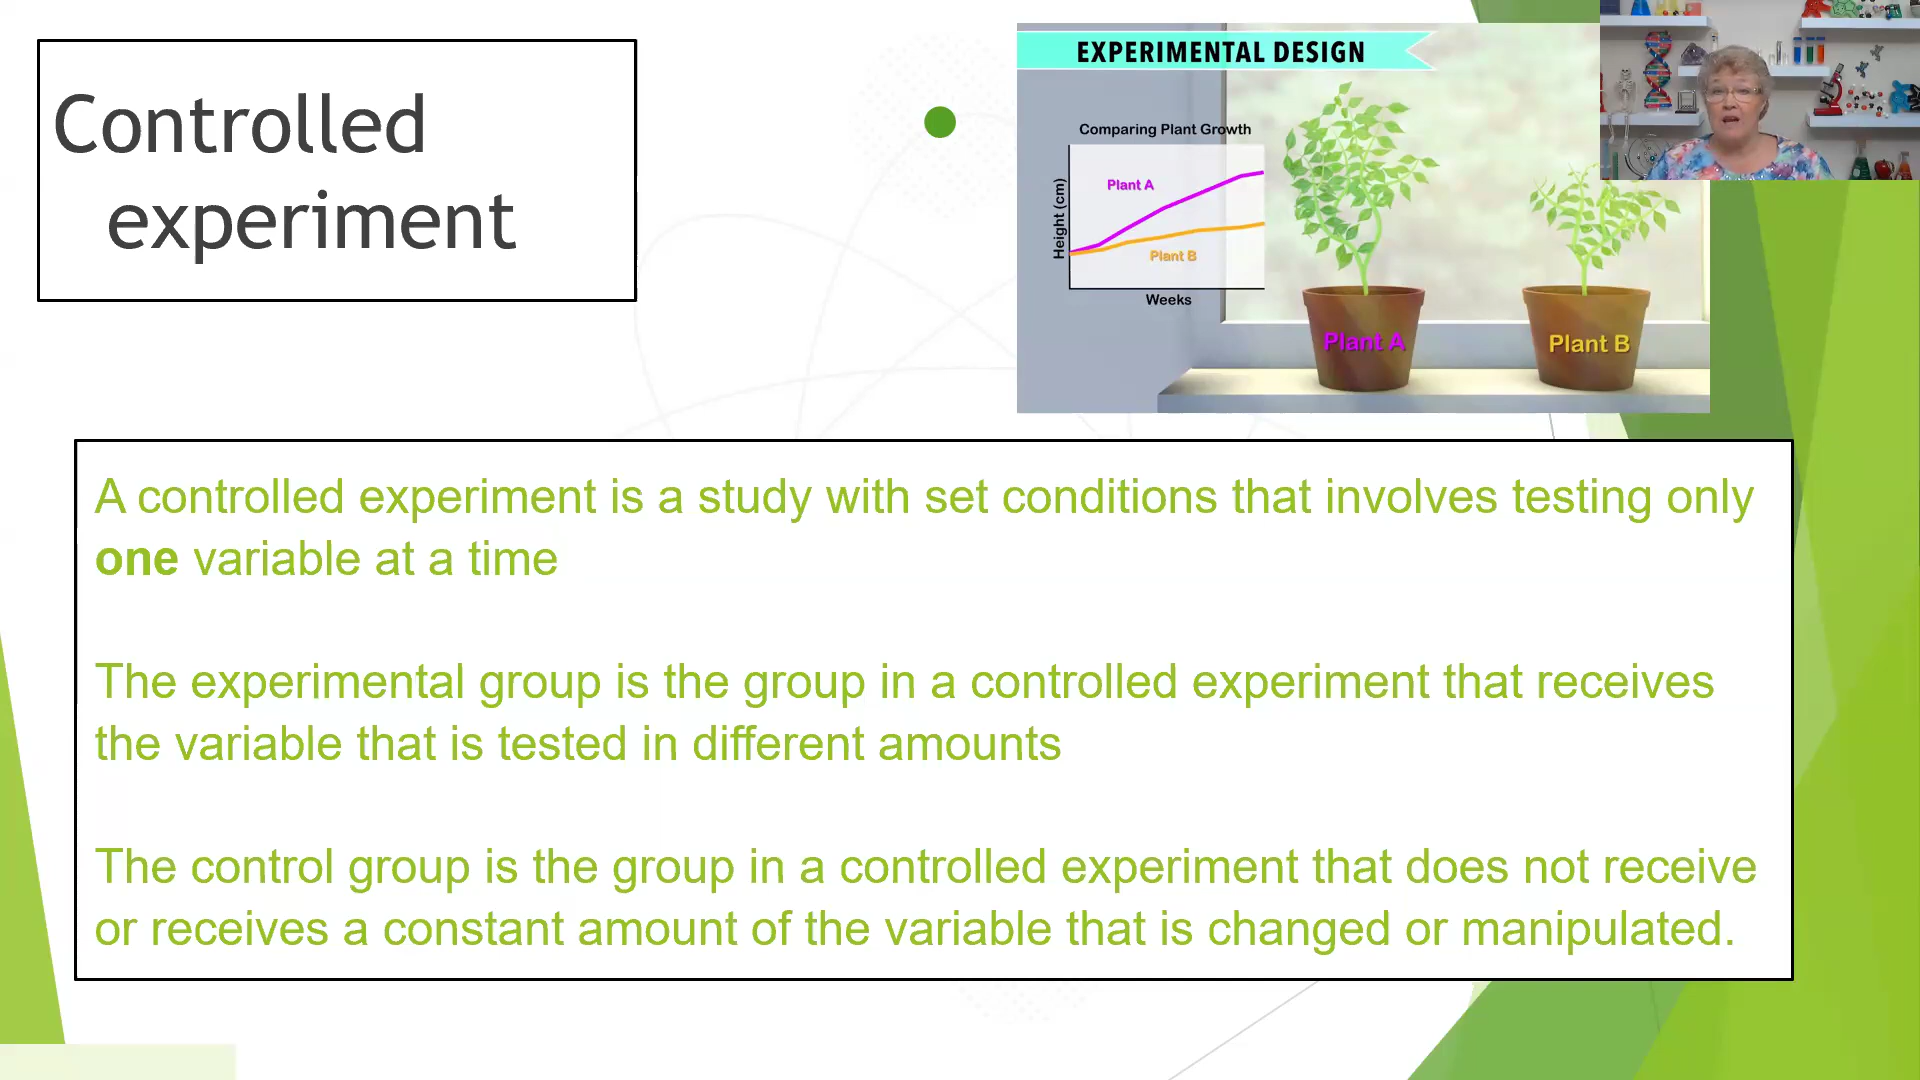 Controlled
experiment
EXPERIMENTAL DESIGN
Comparing Plant Growth
Height (cm)
Plant A
Plant B
Weeks
Plant A
Plant B
A controlled experiment is a study with set conditions that involves testing only
one variable at a time
The experimental group is the group in a controlled experiment that receives
the variable that is tested in different amounts
The control group is the group in a controlled experiment that does not receive
or receives a constant amount of the variable that is changed or manipulated.